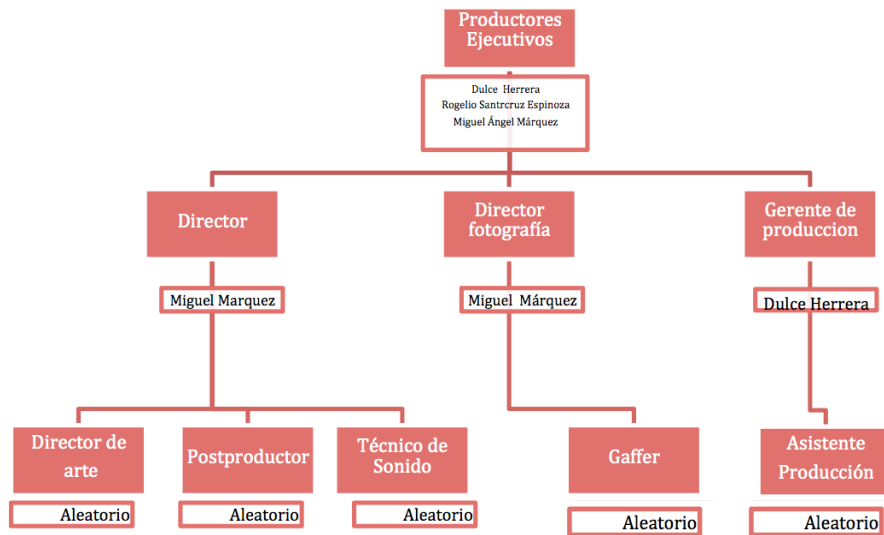 Productores
Ejecutivos
Dulce Herrera
Rogelio Santrcruz Espinoza
Miguel Ángel Márquez
Director
Director
fotografía
Gerente de
produccion
Miguel Marquez
Miguel Márquez
Dulce Herrera
Director de
arte
Postproductor
Técnico de
Sonido
Gaffer
Asistente
Producción
Aleatorio
Aleatorio
Aleatorio
Aleatorio
Aleatorio